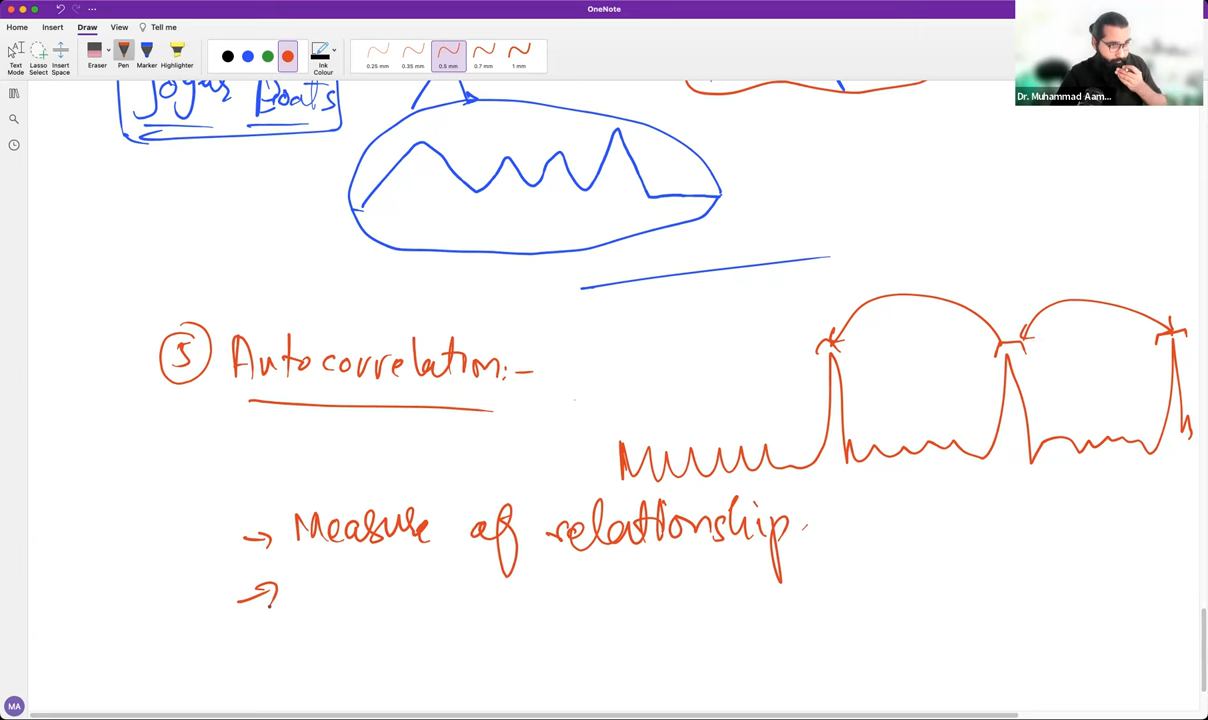 OneNote
Home Insert Draw View Tell me
Text Mode
Lasso Select
Insert Space
Eraser
Pen
Marker
Highlighter
Ink Colour
0.25 mm
0.35 mm
0.5 mm
0.7 mm
1 mm
Dr. Muhammad Aam...
Boats
5 Autocorrelation:-
→ Measure of relationship.
→
MA